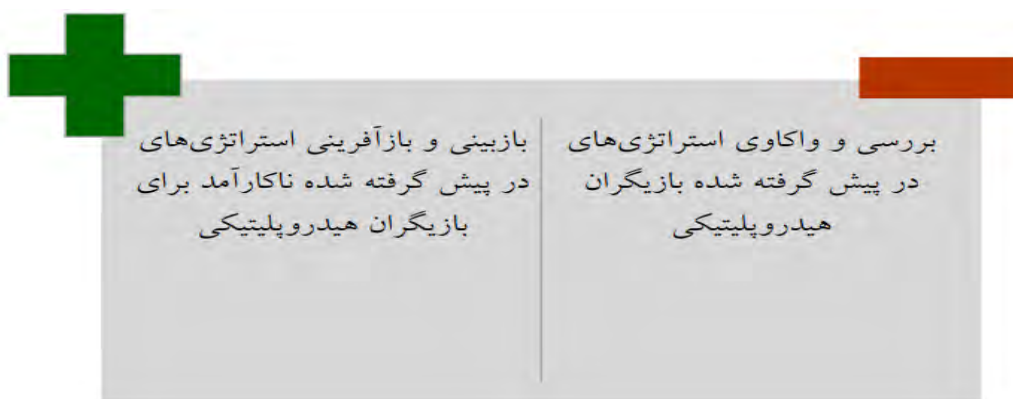 بررسی و واکاوی استراتژی‌های
در پیش گرفته شده بازیگران
هیدروپلیتیکی
بازبینی و بازآفرینی استراتژی‌های
در پیش گرفته شده ناکارآمد برای
بازیگران هیدروپلیتیکی